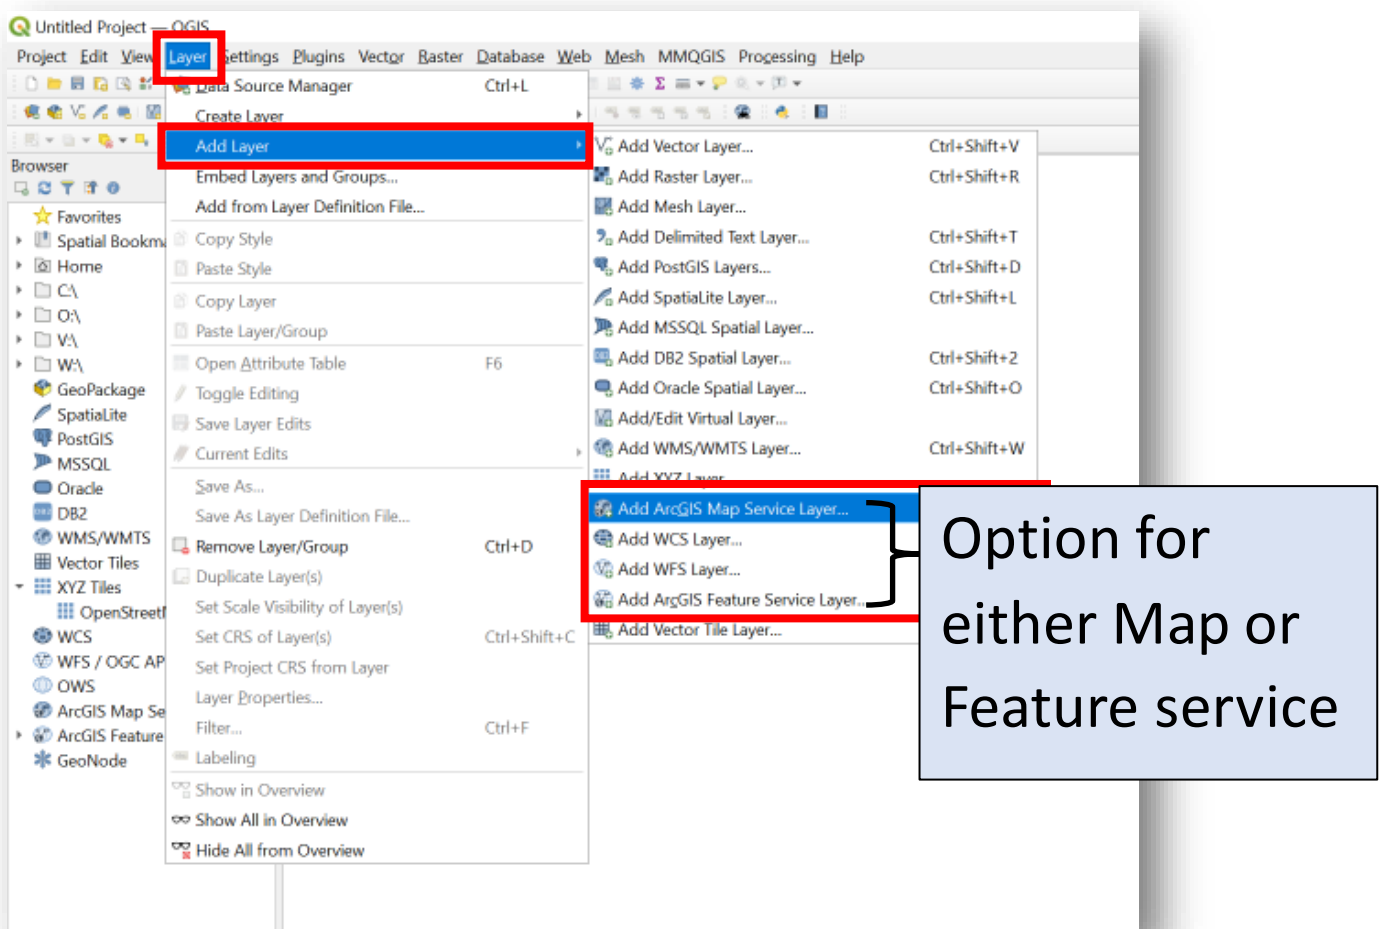 Untitled Project — QGIS
Project Edit View Layer Settings Plugins Vector Raster Database Web Mesh MMQGIS Processing Help
Data Source Manager Ctrl+L
Create Layer
Add Layer
Embed Layers and Groups...
Add from Layer Definition File...
Copy Style
Paste Style
Copy Layer
Paste Layer/Group
Open Attribute Table F6
Toggle Editing
Save Layer Edits
Current Edits
Save As...
Save As Layer Definition File...
Remove Layer/Group Ctrl+D
Duplicate Layer(s)
Set Scale Visibility of Layer(s)
Set CRS of Layer(s) Ctrl+Shift+C
Set Project CRS from Layer
Layer Properties...
Filter... Ctrl+F
Labeling
Show in Overview
Show All in Overview
Hide All from Overview
Browser
Favorites
Spatial Bookma
Home
C:\
O:\
V:\
W:\
GeoPackage
SpatiaLite
PostGIS
MSSQL
Oracle
DB2
WMS/WMTS
Vector Tiles
XYZ Tiles
OpenStreet
WCS
WFS / OGC AP
OWS
ArcGIS Map Se
ArcGIS Feature
GeoNode
Add Vector Layer... Ctrl+Shift+V
Add Raster Layer... Ctrl+Shift+R
Add Mesh Layer...
Add Delimited Text Layer... Ctrl+Shift+T
Add PostGIS Layers... Ctrl+Shift+D
Add SpatiaLite Layer... Ctrl+Shift+L
Add MSSQL Spatial Layer...
Add DB2 Spatial Layer... Ctrl+Shift+2
Add Oracle Spatial Layer... Ctrl+Shift+O
Add/Edit Virtual Layer...
Add WMS/WMTS Layer... Ctrl+Shift+W
Add XYZ Layer...
Add ArcGIS Map Service Layer...
Add WCS Layer...
Add WFS Layer...
Add ArcGIS Feature Service Layer...
Add Vector Tile Layer...
Option for
either Map or
Feature service